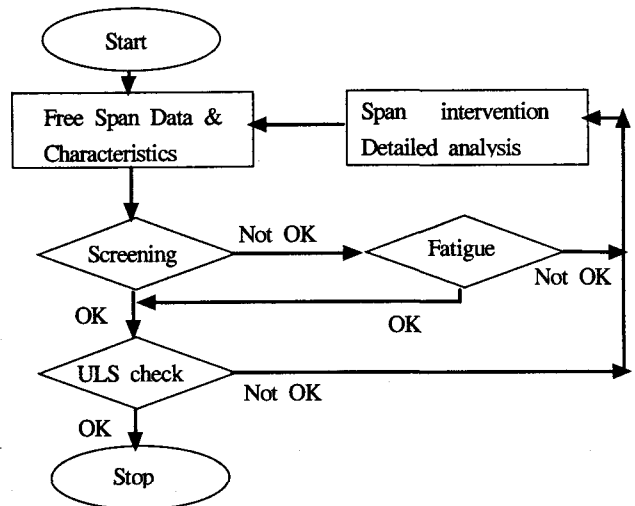 Start
Free Span Data &
Characteristics
Span intervention
Detailed analysis
Screening
Not OK
Fatigue
Not OK
OK
OK
ULS check
Not OK
OK
Stop